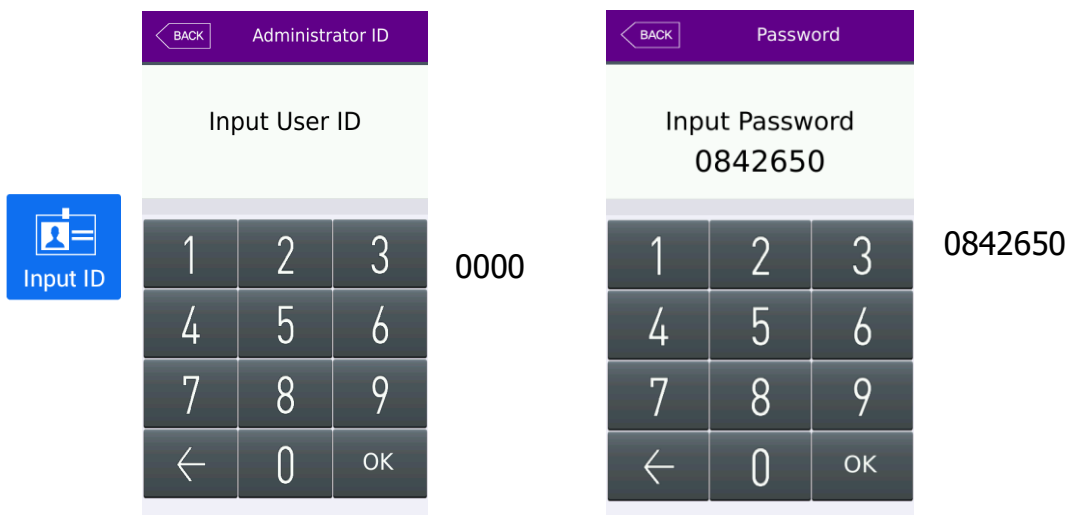 Input ID
BACK Administrator ID
Input User ID
1 2 3
4 5 6
7 8 9
← 0 OK
0000
BACK Password
Input Password
0842650
1 2 3
4 5 6
7 8 9
← 0 OK
0842650